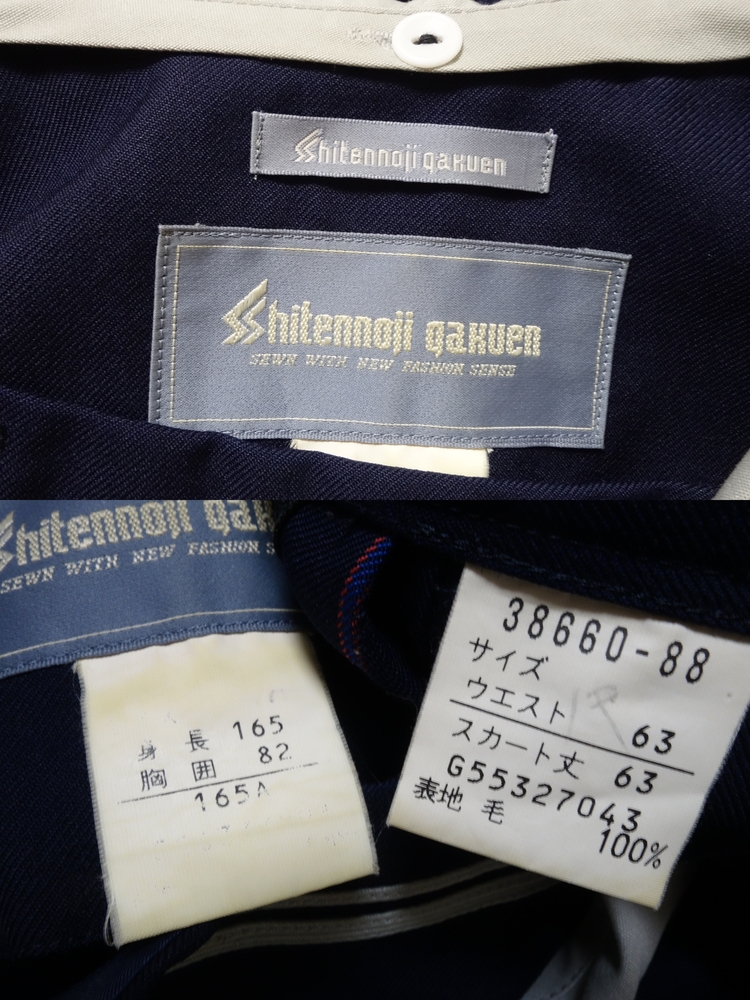 Shitennoji gakuen
Shitennoji gakuen
SEWN WITH NEW FASHION SENSE
Shitennoji gak
SEWN WITH NEW FASHION S
身長 165
胸囲 82
165A
38660-88
サイズ
ウエスト 63
スカート丈 63
G55327043
表地 毛
100%